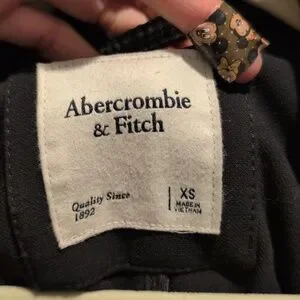 Abercrombie
& Fitch
Quality Since
1892
XS
MADE IN
VIETNAM